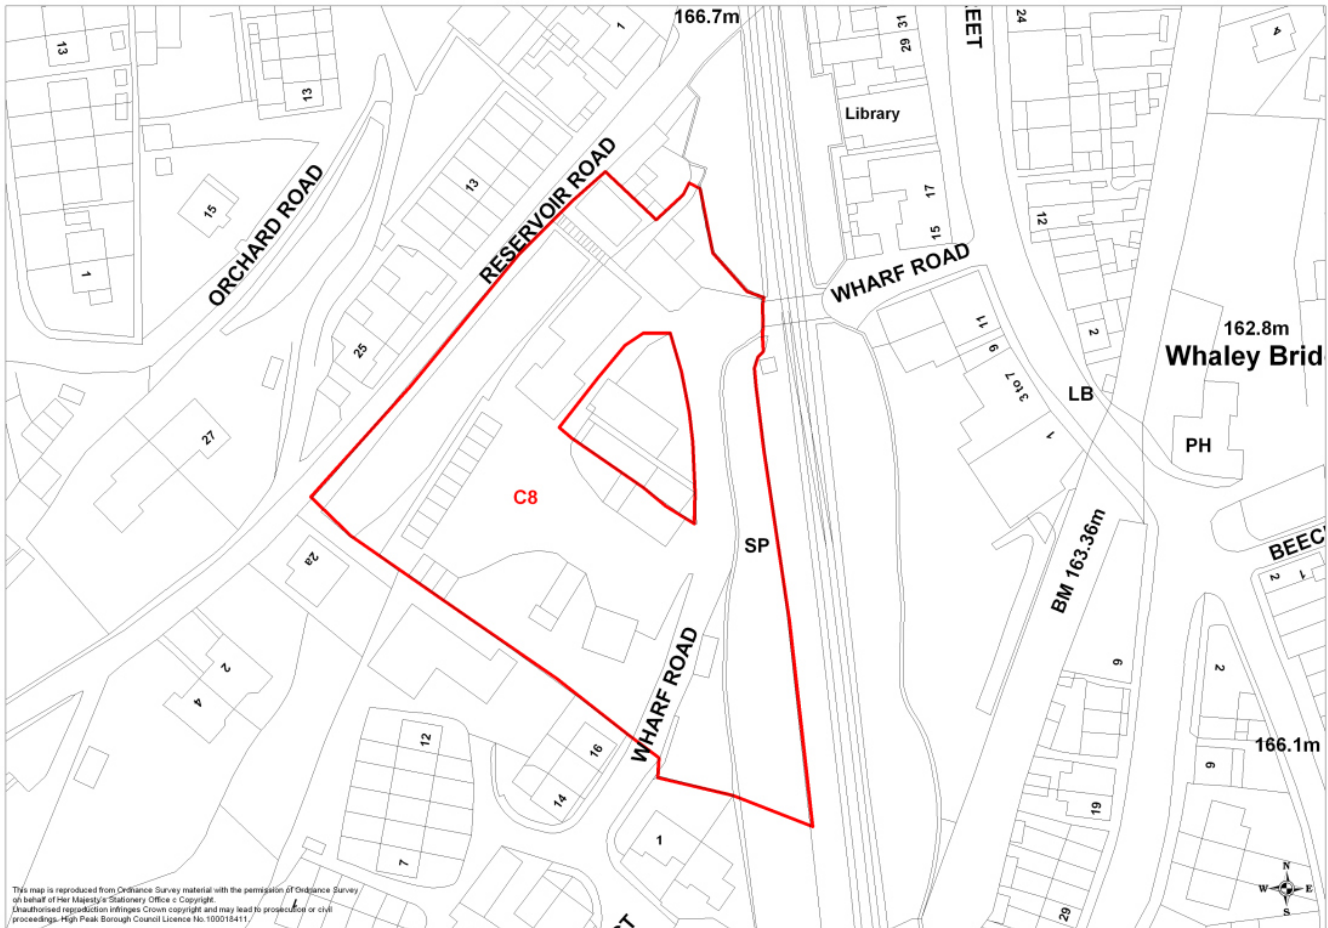 166.7m
1
24
EET
29 31
4
13
13
Library
13
15
ORCHARD ROAD
RESERVOIR ROAD
17
15
12
1
WHARF ROAD
11
9
3 to 7
1
2
162.8m
Whaley Brid
25
LB
PH
27
C8
SP
BM 163.36m
BEEC
2
1
2a
2
4
WHARF ROAD
2
12
16
14
7
1
1
166.1m
19
29
N
W
E
S
This map is reproduced from Ordnance Survey material with the permission of Ordnance Survey
on behalf of Her Majesty's Stationery Office c Copyright.
Unauthorised reproduction infringes Crown copyright and may lead to prosecution or civil
proceedings. High Peak Borough Council Licence No.100018411.